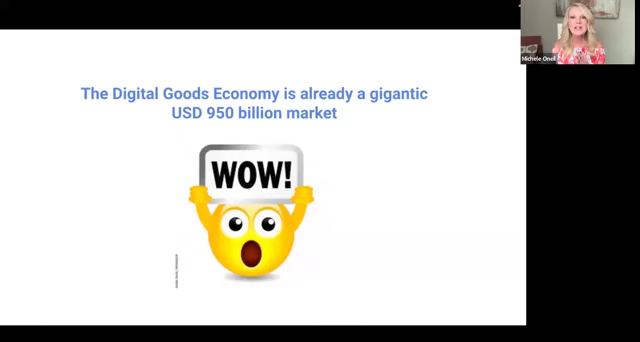 The Digital Goods Economy is already a gigantic
USD 950 billion market
WOW!
Michele Oneil